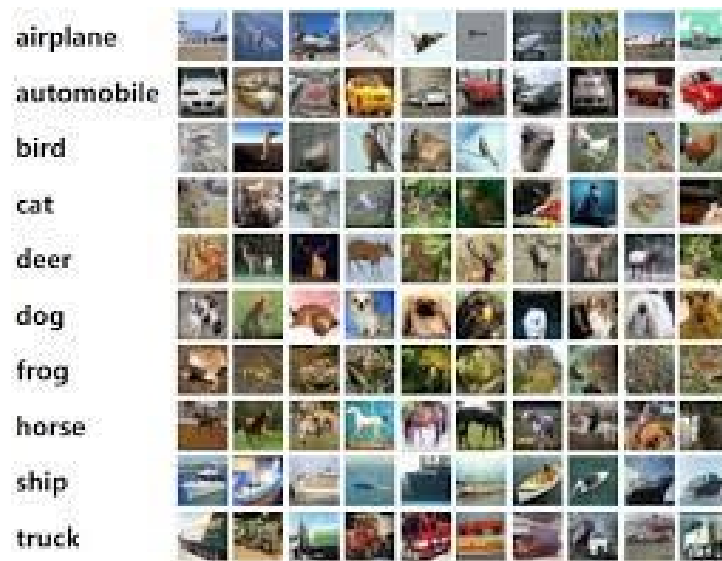 airplane
automobile
bird
cat
deer
dog
frog
horse
ship
truck